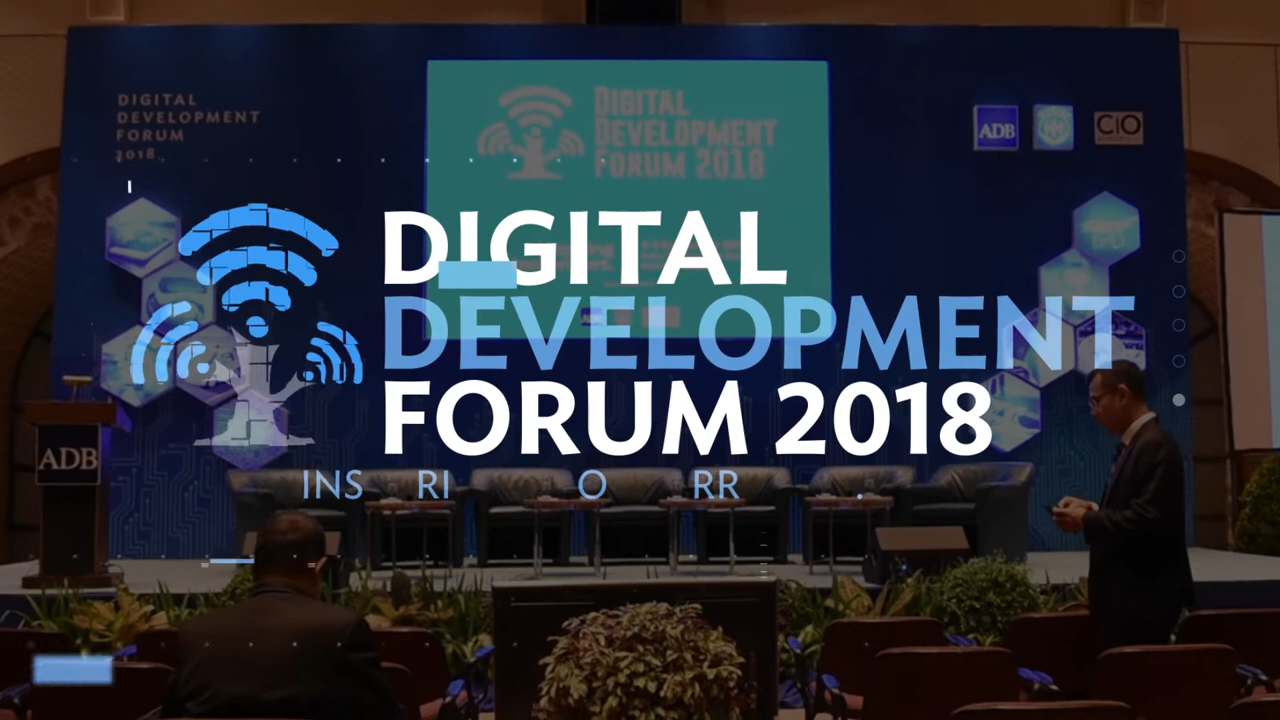 DIGITAL
DEVELOPMENT
FORUM
2018
DIGITAL
DEVELOPMENT
FORUM 2018
ADB
CIO
DIGITAL
DEVELOPMENT
FORUM 2018
INS RI O RR .
ADB